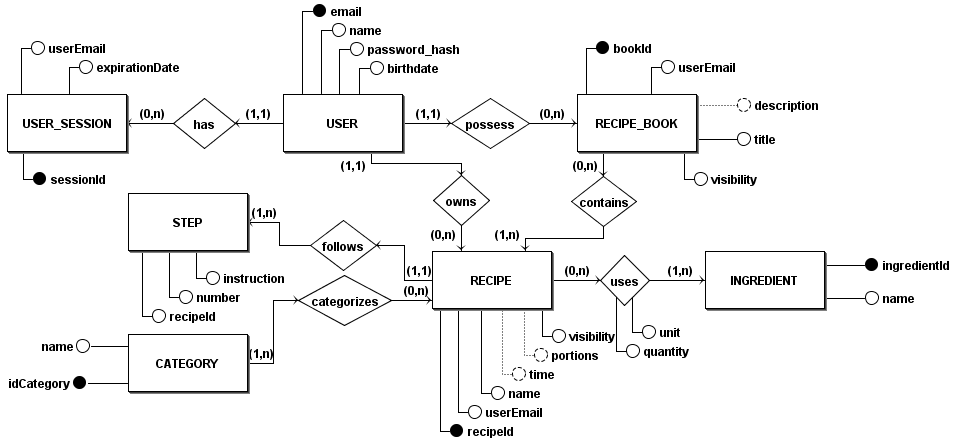 email
name
password_hash
birthdate
userEmail
expirationDate
bookId
userEmail
description
title
visibility
USER_SESSION
(0,n)
has
(1,1)
USER
(1,1)
possess
(0,n)
RECIPE_BOOK
sessionId
(1,1)
owns
(0,n)
(0,n)
contains
(1,n)
STEP
(1,n)
follows
(1,1)
instruction
number
recipeId
categorizes
(0,n)
RECIPE
(0,n)
uses
(1,n)
INGREDIENT
ingredientId
name
unit
quantity
name
idCategory
CATEGORY
(1,n)
visibility
portions
time
name
userEmail
recipeId